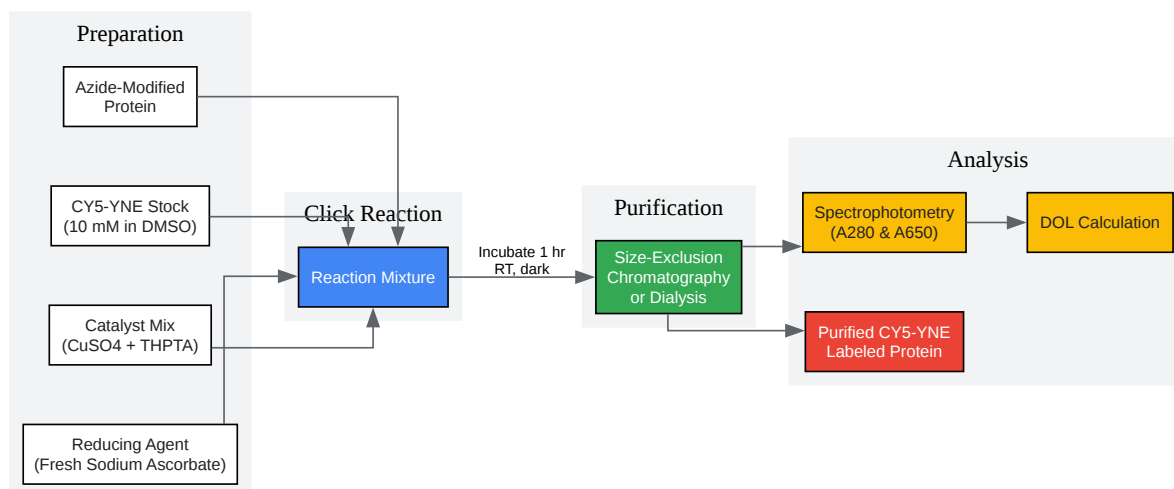 Preparation
Azide-Modified
Protein
CY5-YNE Stock
(10 mM in DMSO)
Catalyst Mix
(CuSO4 + THPTA)
Reducing Agent
(Fresh Sodium Ascorbate)
Click Reaction
Reaction Mixture
Incubate 1 hr
RT, dark
Purification
Size-Exclusion
Chromatography
or Dialysis
Analysis
Spectrophotometry
(A280 & A650)
DOL Calculation
Purified CY5-YNE
Labeled Protein